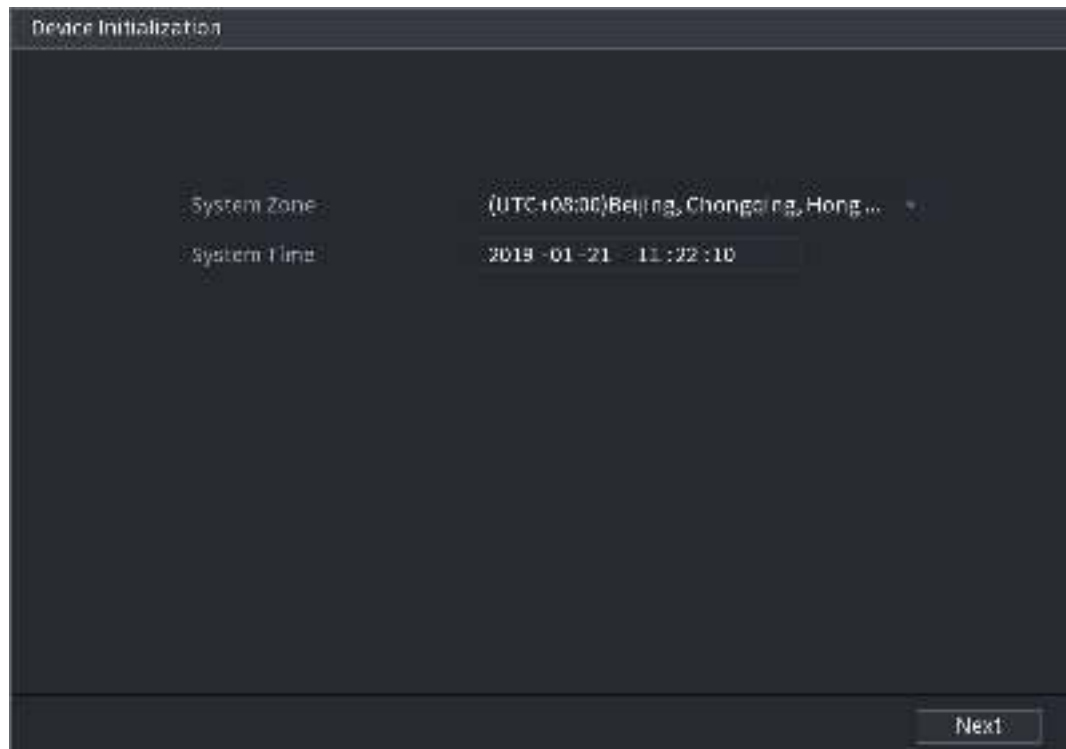 Device Initialization
System Zone (UTC+08:00)Beijing, Chongqing, Hong ...
System Time 2019 -01 -21 11 :22 :10
Next